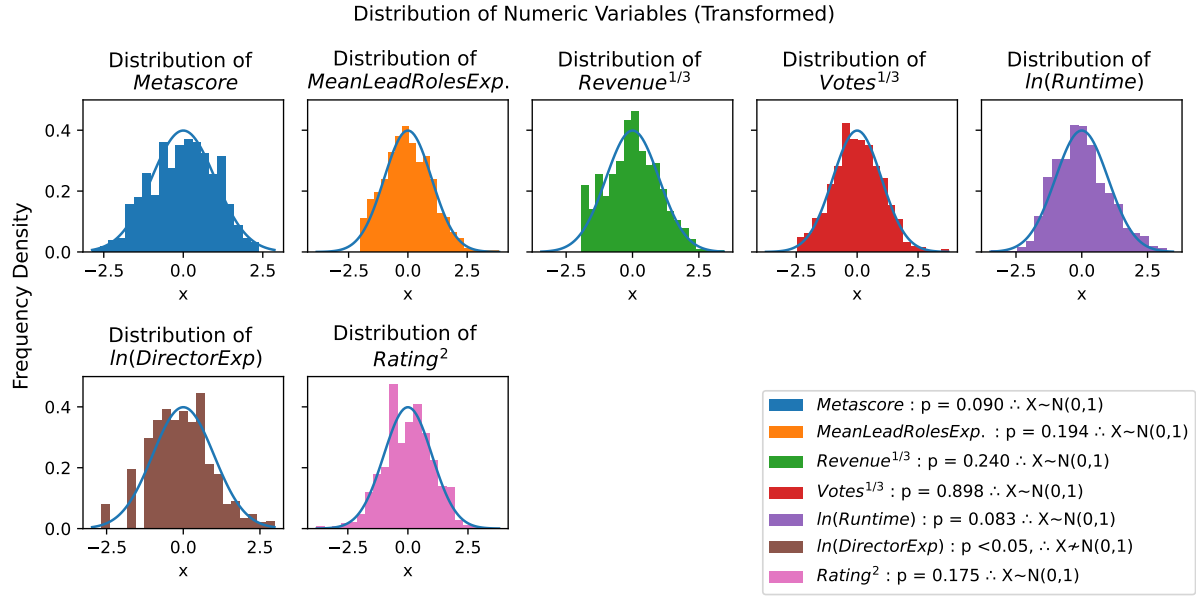 Distribution of Numeric Variables (Transformed)
Distribution of
Metascore
Distribution of
MeanLeadRolesExp.
Distribution of
Revenue^{1/3}
Distribution of
Votes^{1/3}
Distribution of
ln(Runtime)
Frequency Density
0.4
0.2
0.0
−2.5 0.0 2.5
x
−2.5 0.0 2.5
x
−2.5 0.0 2.5
x
−2.5 0.0 2.5
x
−2.5 0.0 2.5
x
Distribution of
ln(DirectorExp)
Distribution of
Rating²
0.4
0.2
0.0
−2.5 0.0 2.5
x
−2.5 0.0 2.5
x
Metascore : p = 0.090 ∴ X~N(0,1)
MeanLeadRolesExp. : p = 0.194 ∴ X~N(0,1)
Revenue^{1/3} : p = 0.240 ∴ X~N(0,1)
Votes^{1/3} : p = 0.898 ∴ X~N(0,1)
ln(Runtime) : p = 0.083 ∴ X~N(0,1)
ln(DirectorExp) : p <0.05, ∴ X≁N(0,1)
Rating² : p = 0.175 ∴ X~N(0,1)